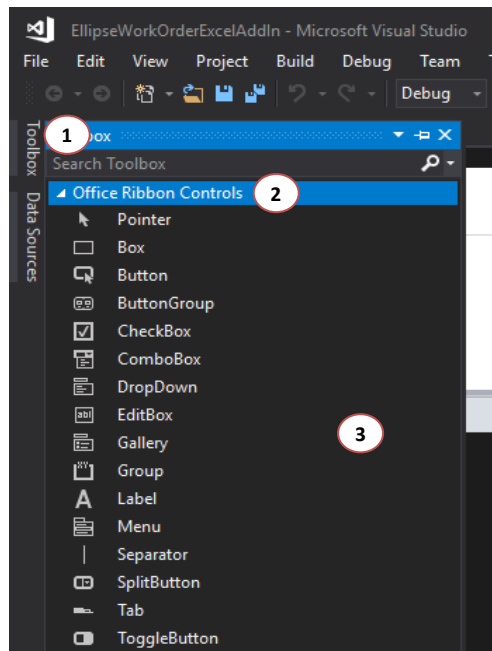 EllipseWorkOrderExcelAddIn - Microsoft Visual Studio
File Edit View Project Build Debug Team
Debug
Toolbox
Data Sources
1 box
Search Toolbox
Office Ribbon Controls 2
Pointer
Box
Button
ButtonGroup
CheckBox
ComboBox
DropDown
abl EditBox
3
Gallery
XY Group
A Label
Menu
Separator
SplitButton
Tab
ToggleButton